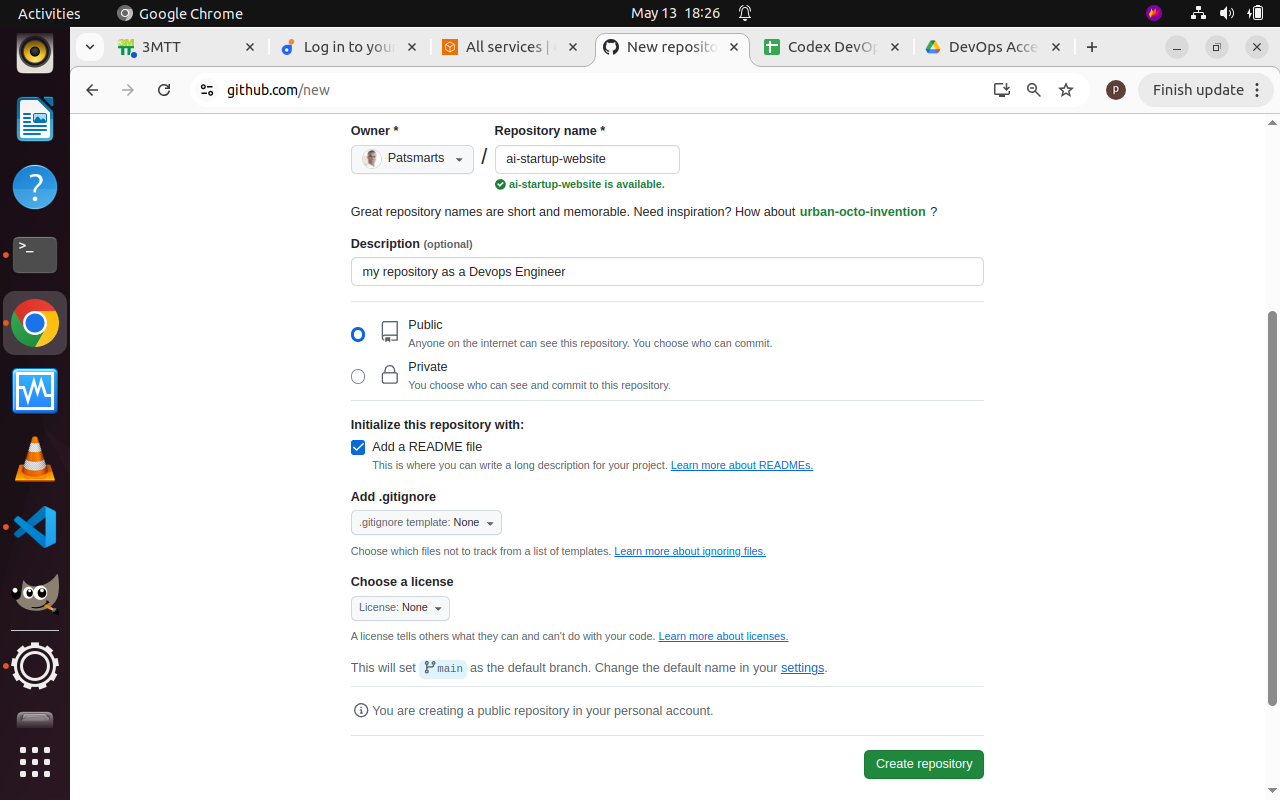 Activities
Google Chrome
May 13 18:26
3MTT
Log in to your
All services |
New reposito
Codex DevOp
DevOps Acce
github.com/new
p
Finish update
Owner *
Repository name *
Patsmarts
/
ai-startup-website
ai-startup-website is available.
Great repository names are short and memorable. Need inspiration? How about urban-octo-invention ?
Description (optional)
my repository as a Devops Engineer
Public
Anyone on the internet can see this repository. You choose who can commit.
Private
You choose who can see and commit to this repository.
Initialize this repository with:
Add a README file
This is where you can write a long description for your project. Learn more about READMEs.
Add .gitignore
.gitignore template: None
Choose which files not to track from a list of templates. Learn more about ignoring files.
Choose a license
License: None
A license tells others what they can and can't do with your code. Learn more about licenses.
This will set main as the default branch. Change the default name in your settings.
You are creating a public repository in your personal account.
Create repository